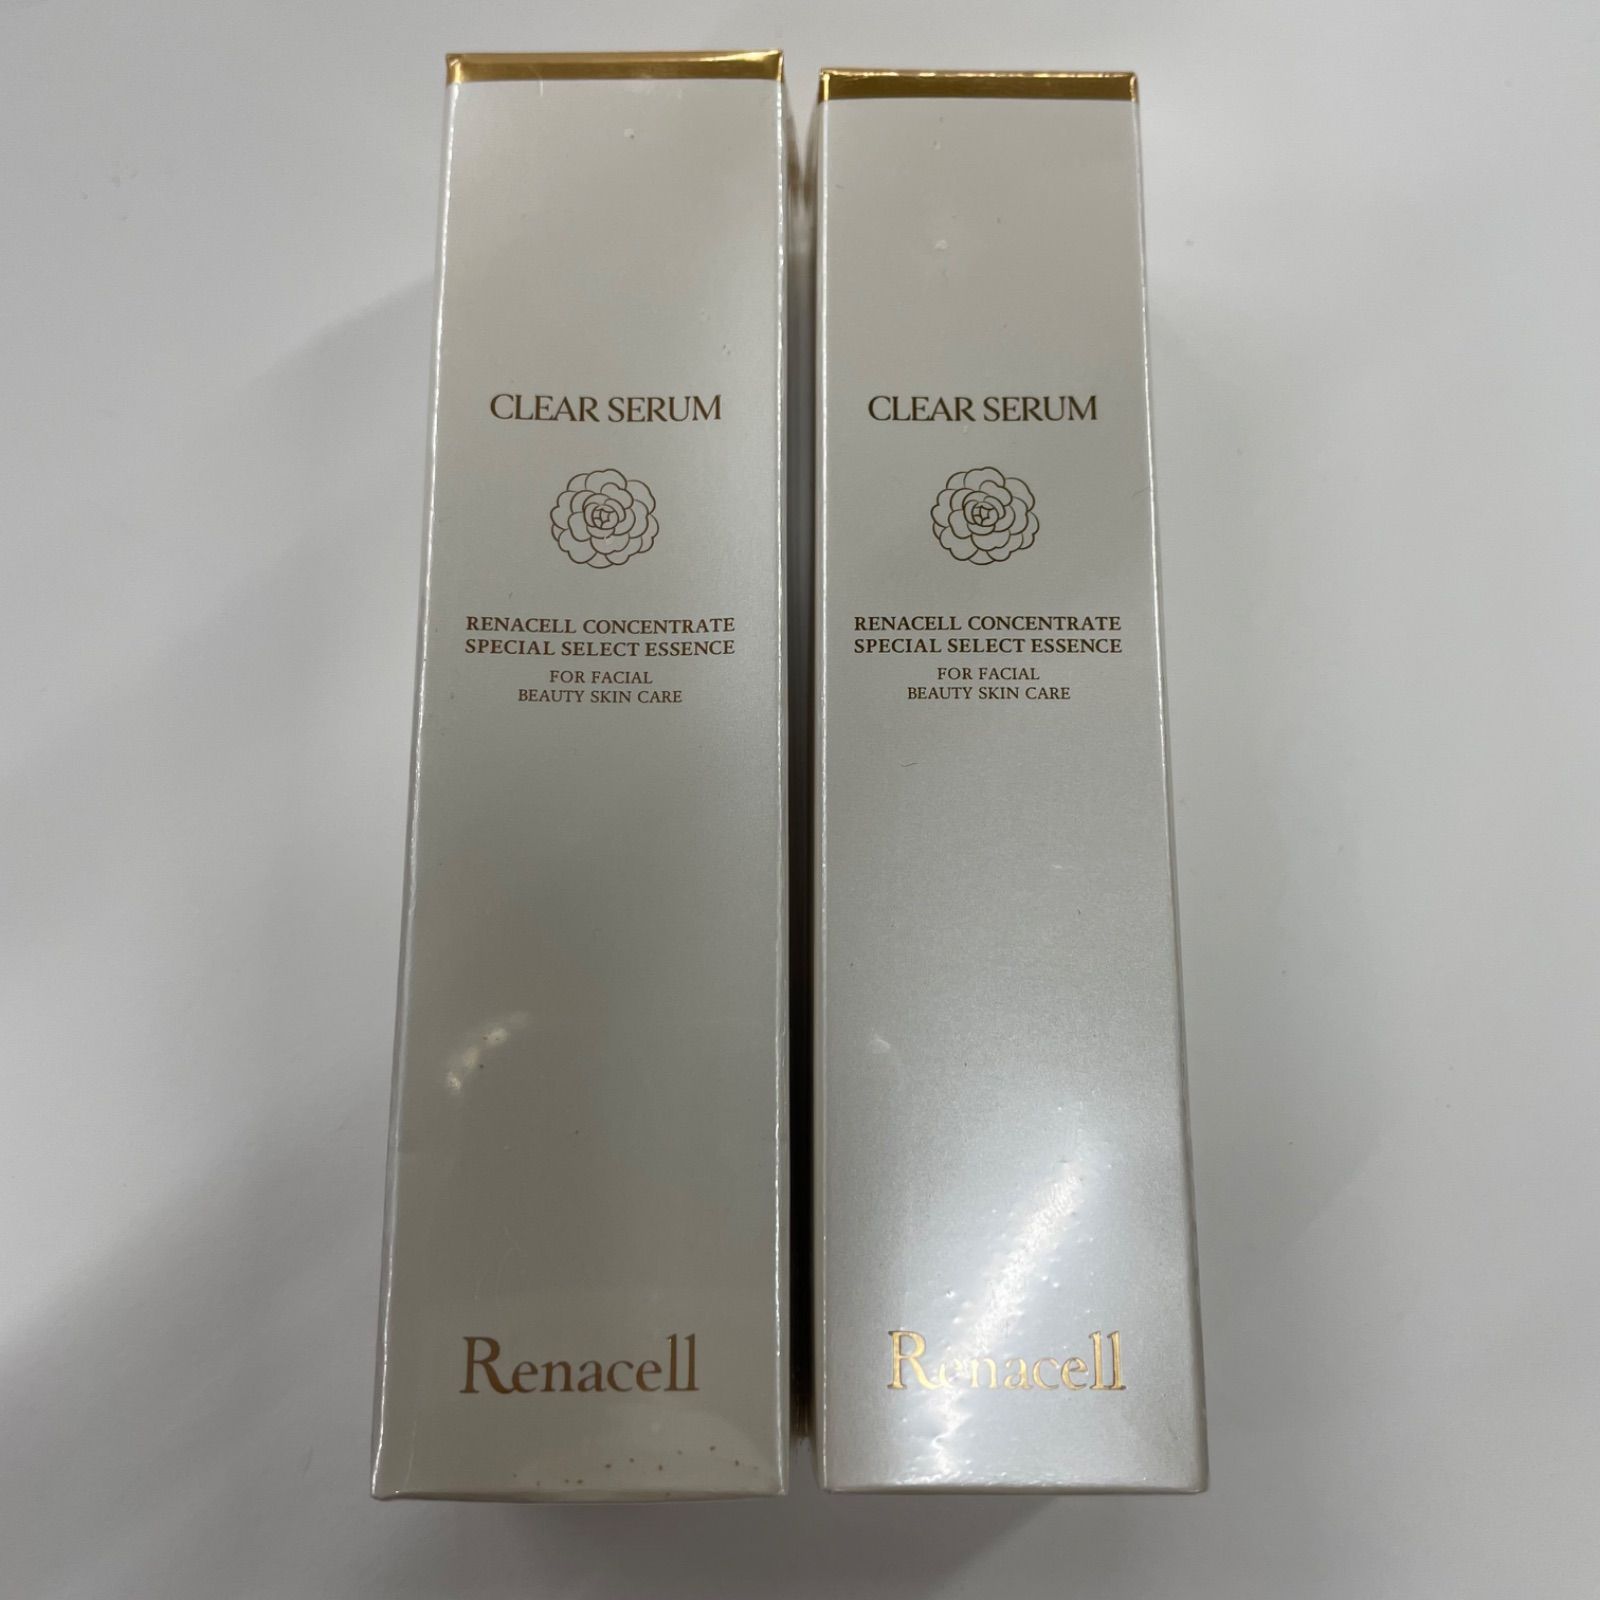 CLEAR SERUM
RENACELL CONCENTRATE
SPECIAL SELECT ESSENCE
FOR FACIAL
BEAUTY SKIN CARE
Renacell
CLEAR SERUM
RENACELL CONCENTRATE
SPECIAL SELECT ESSENCE
FOR FACIAL
BEAUTY SKIN CARE
Renacell